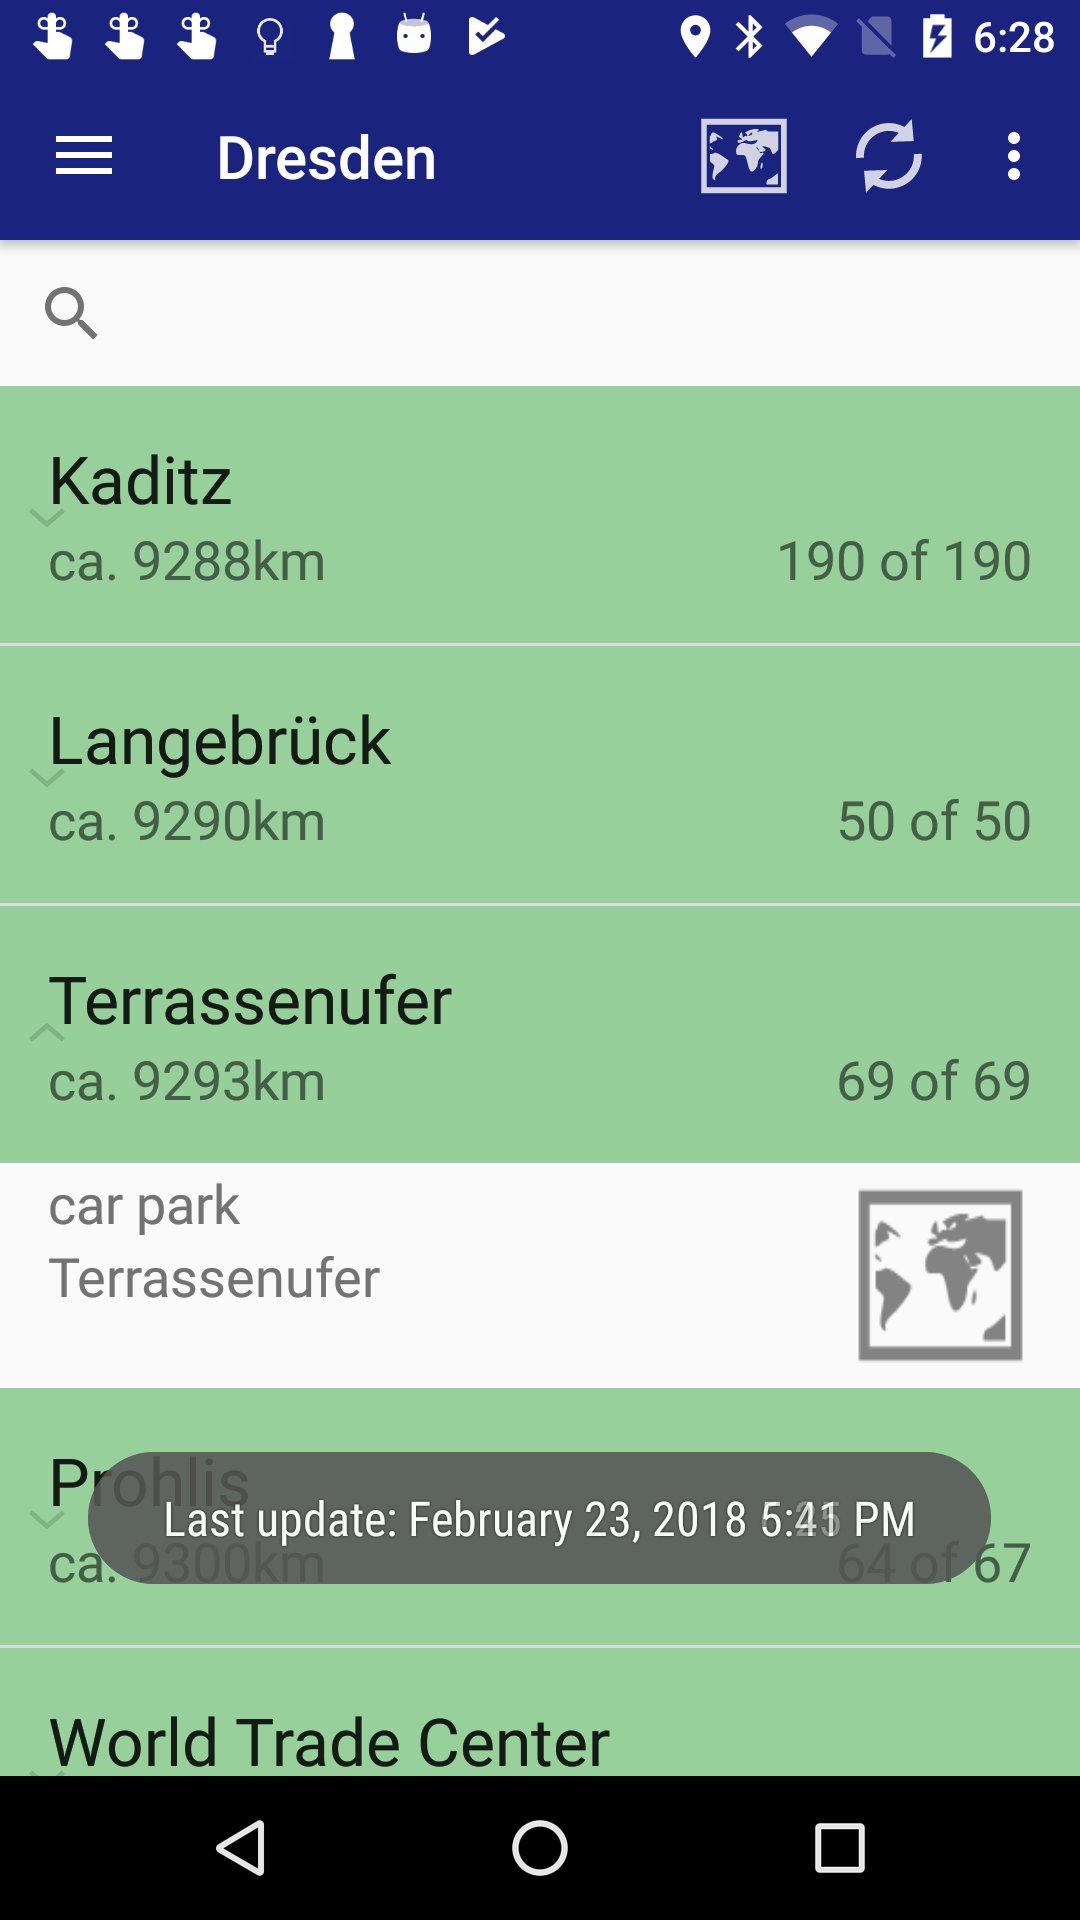 6:28
Dresden
Kaditz
ca. 9288km
190 of 190
Langebrück
ca. 9290km
50 of 50
Terrassenufer
ca. 9293km
69 of 69
car park
Terrassenufer
Prohlis
Last update: February 23, 2018 5:41 PM
ca. 9300km
64 of 67
World Trade Center